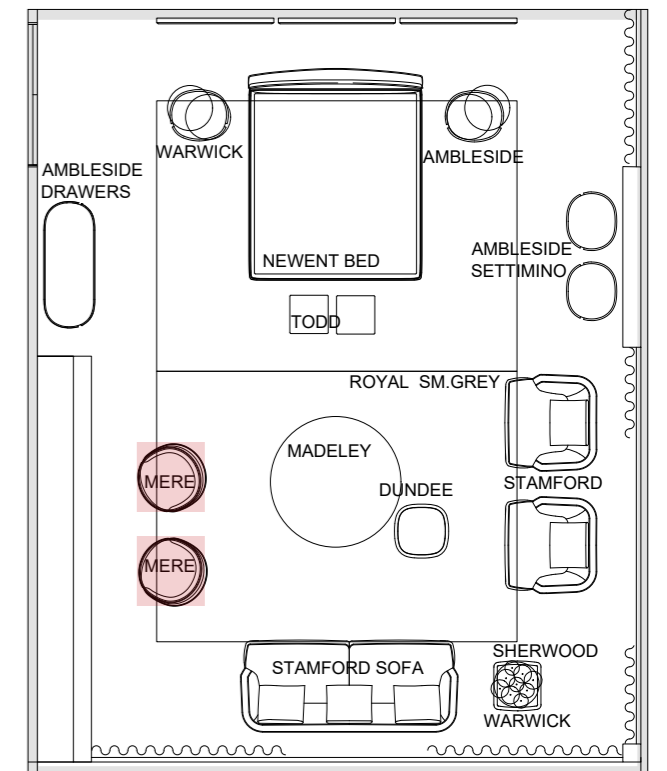 WARWICK
AMBLESIDE
AMBLESIDE
DRAWERS
NEWENT BED
AMBLESIDE
SETTIMINO
TODD
ROYAL  SM.GREY
MADELEY
MERE
DUNDEE
STAMFORD
MERE
STAMFORD SOFA
SHERWOOD
WARWICK